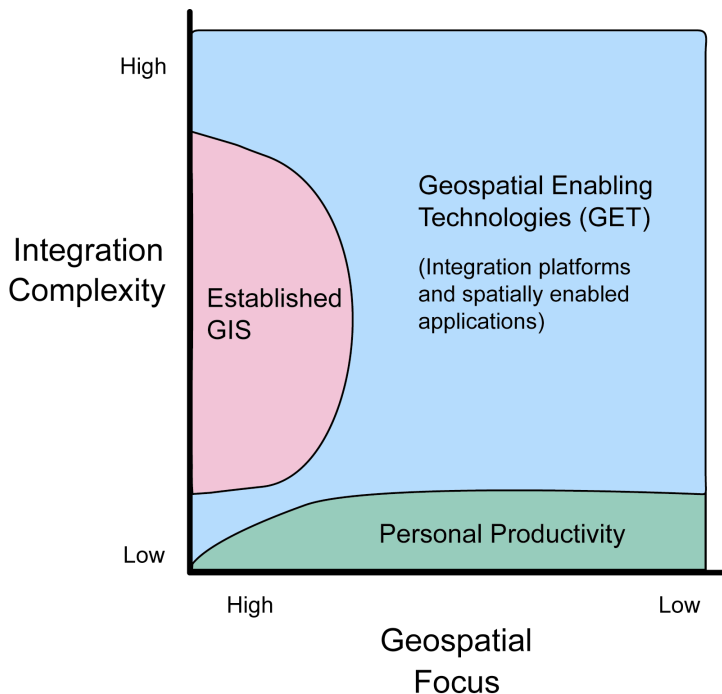 High
Geospatial Enabling
Technologies (GET)
Integration
Complexity
(Integration platforms
and spatially enabled
applications)
Established
GIS
Personal Productivity
Low
High
Low
Geospatial
Focus